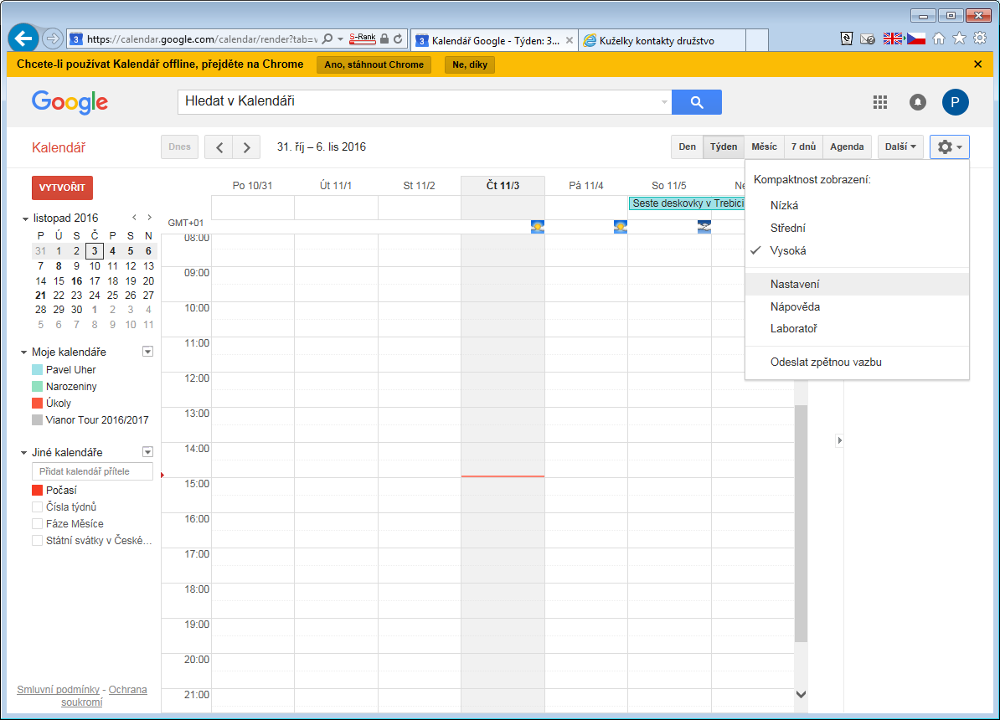 https://calendar.google.com/calendar/render?tab=
S-Rank
3 Kalendář Google - Týden: 3...
Kuželky kontakty družstvo
Chcete-li používat Kalendář offline, přejděte na Chrome
Ano, stáhnout Chrome
Ne, díky
Google
Hledat v Kalendáři
P
Kalendář
Dnes
31. říj – 6. lis 2016
Den
Týden
Měsíc
7 dnů
Agenda
Další
VYTVOŘIT
listopad 2016
P Ú S Č P S N
31 1 2 3 4 5 6
7 8 9 10 11 12 13
14 15 16 17 18 19 20
21 22 23 24 25 26 27
28 29 30 1 2 3 4
5 6 7 8 9 10 11
Moje kalendáře
Pavel Uher
Narozeniny
Úkoly
Vianor Tour 2016/2017
Jiné kalendáře
Přidat kalendář přítele
Počasí
Čísla týdnů
Fáze Měsíce
Státní svátky v České...
Smluvní podmínky - Ochrana
soukromí
Po 10/31
Út 11/1
St 11/2
Čt 11/3
Pá 11/4
So 11/5
Ne
Seste deskovky v Trebici
GMT+01
08:00
09:00
10:00
11:00
12:00
13:00
14:00
15:00
16:00
17:00
18:00
19:00
20:00
21:00
Kompaktnost zobrazení:
Nízká
Střední
Vysoká
Nastavení
Nápověda
Laboratoř
Odeslat zpětnou vazbu